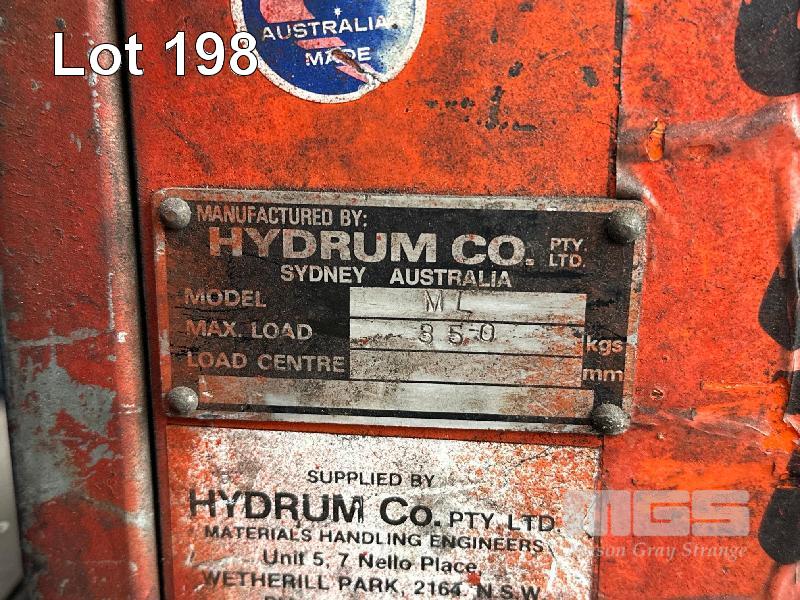 Lot 198
AUSTRALIAN
MADE
MANUFACTURED BY:
HYDRUM CO. PTY. LTD.
SYDNEY AUSTRALIA
MODEL ML
MAX. LOAD 850 kgs
LOAD CENTRE mm
SUPPLIED BY
HYDRUM CO. PTY. LTD.
MATERIALS HANDLING ENGINEERS
Unit 5, 7 Nello Place,
WETHERILL PARK, 2164, N.S.W.
MGS
Gray Strange